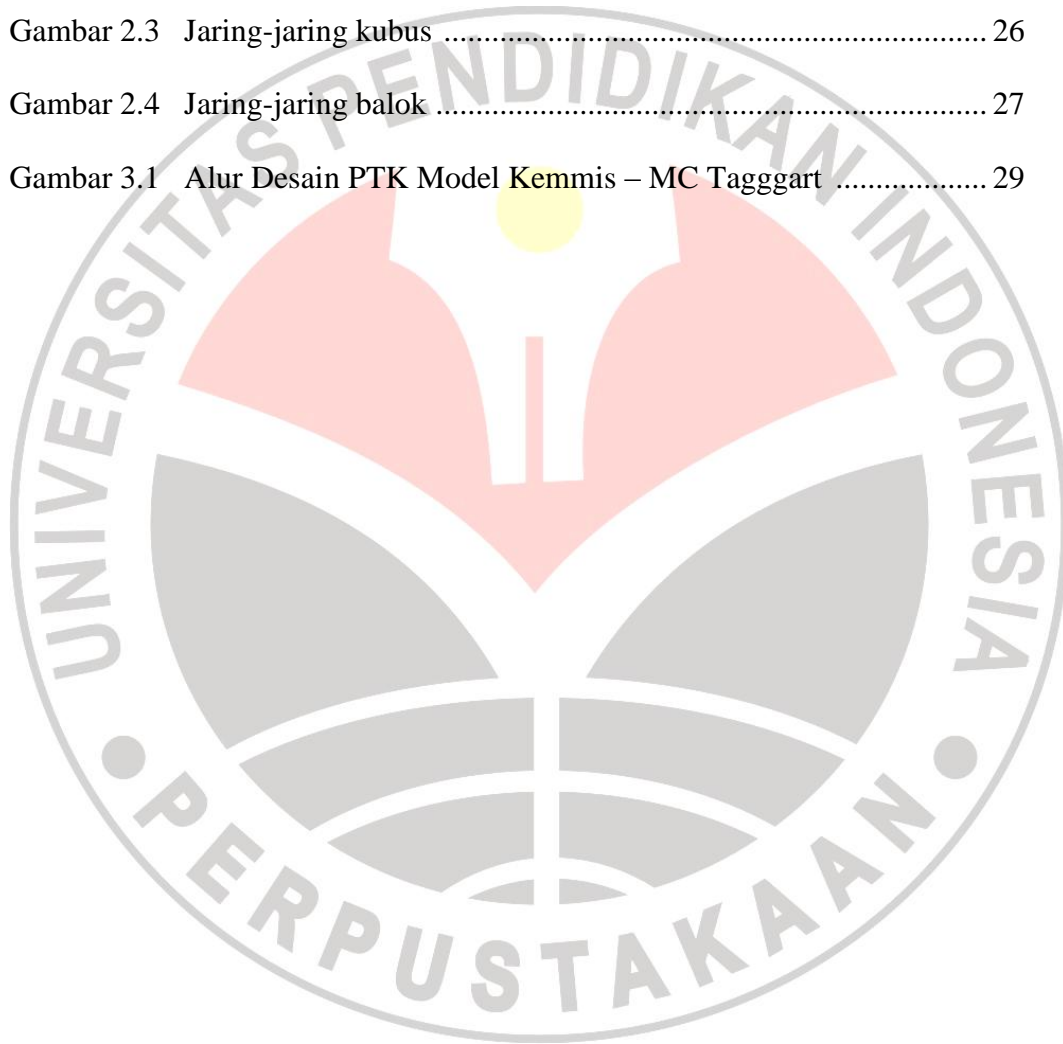 Gambar 2.3 Jaring-jaring kubus ..................................................................... 26
Gambar 2.4 Jaring-jaring balok ...................................................................... 27
Gambar 3.1 Alur Desain PTK Model Kemmis – MC Tagggart ................... 29
UNIVERSITAS PENDIDIKAN INDONESIA
PERPUSTAKAAN